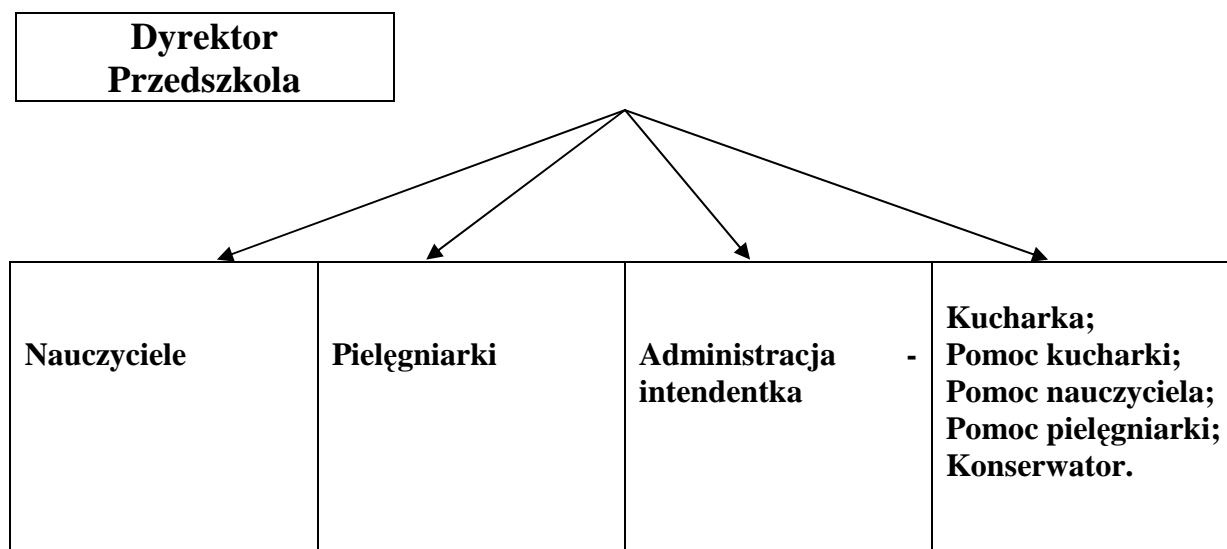 Dyrektor
Przedszkola
Nauczyciele
Pielęgniarki
Administracja -
intendentka
Kucharka;
Pomoc kucharki;
Pomoc nauczyciela;
Pomoc pielęgniarki;
Konserwator.